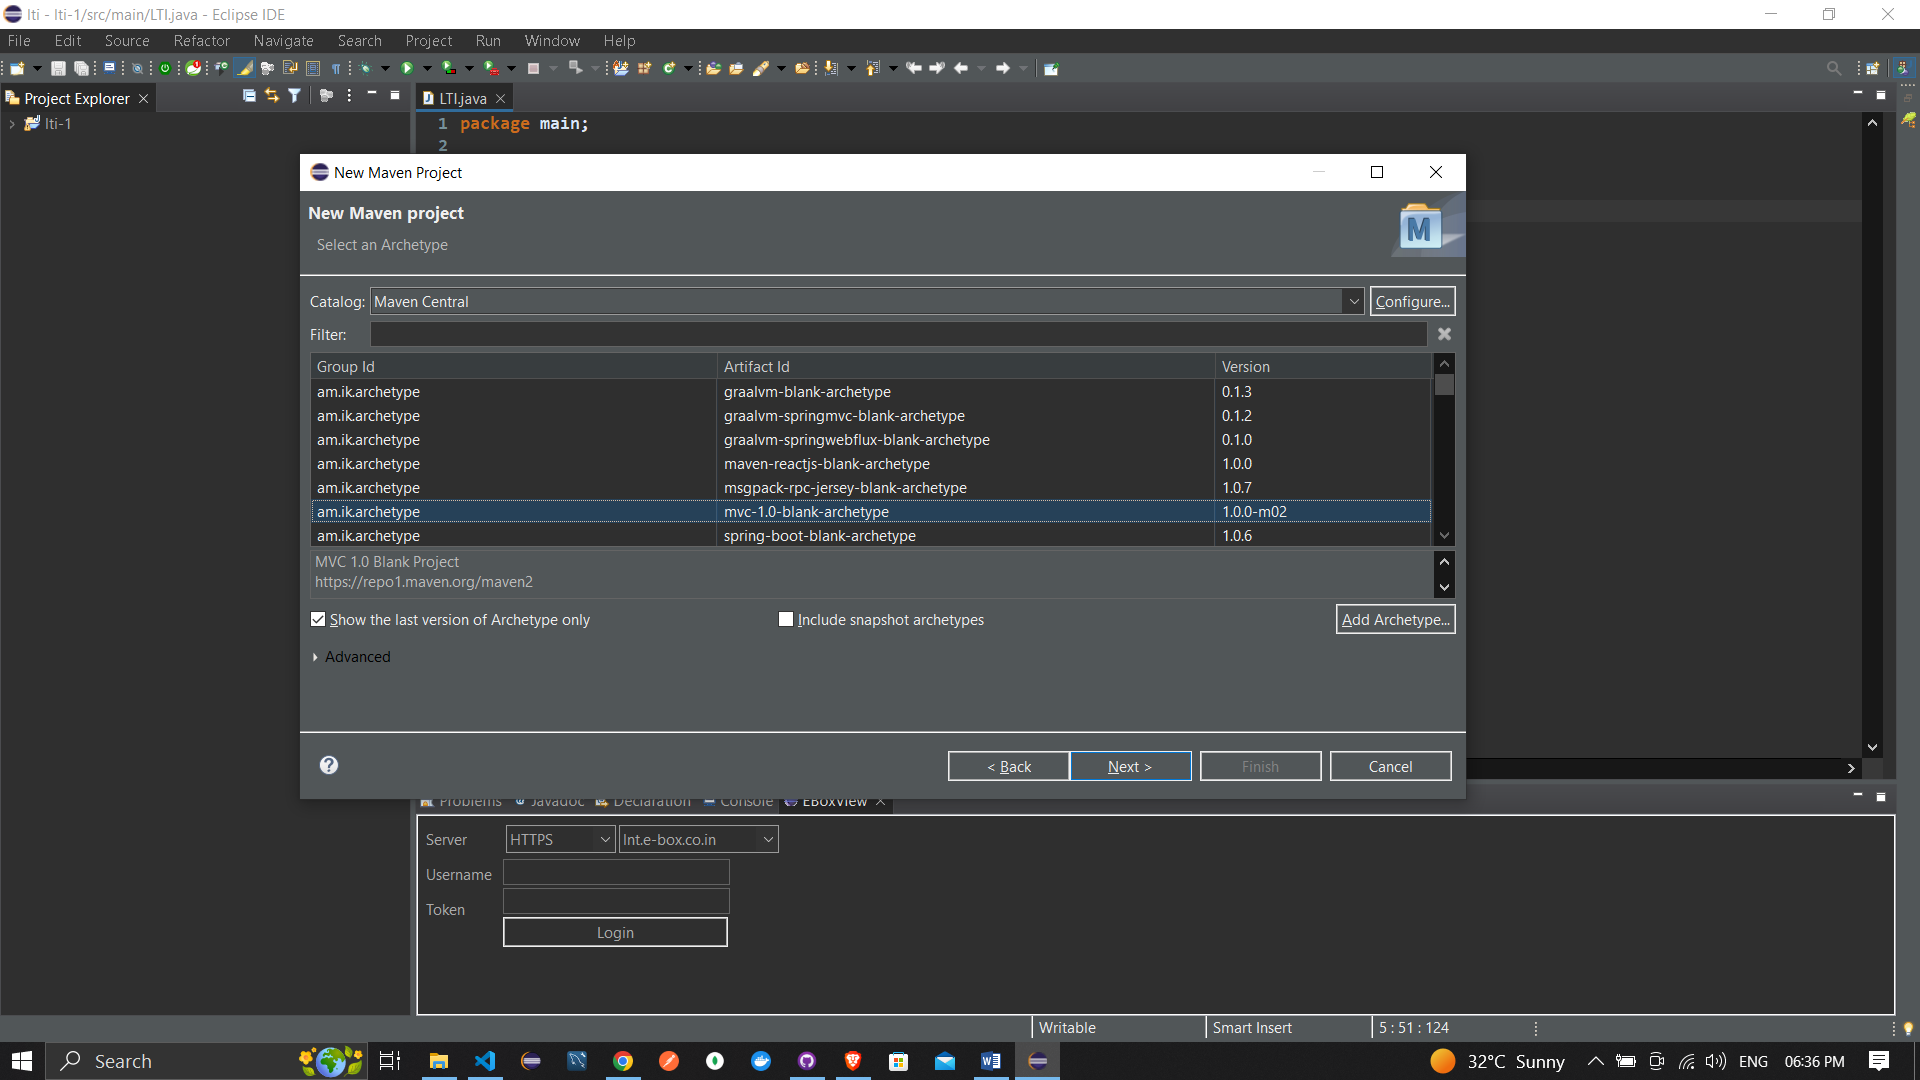 lti - lti-1/src/main/LTI.java - Eclipse IDE
File Edit Source Refactor Navigate Search Project Run Window Help
Project Explorer
LTI.java
lti-1
1 package main;
2
New Maven Project
New Maven project
Select an Archetype
M
Catalog: Maven Central Configure...
Filter:
Group Id Artifact Id Version
am.ik.archetype graalvm-blank-archetype 0.1.3
am.ik.archetype graalvm-springmvc-blank-archetype 0.1.2
am.ik.archetype graalvm-springwebflux-blank-archetype 0.1.0
am.ik.archetype maven-reactjs-blank-archetype 1.0.0
am.ik.archetype msgpack-rpc-jersey-blank-archetype 1.0.7
am.ik.archetype mvc-1.0-blank-archetype 1.0.0-m02
am.ik.archetype spring-boot-blank-archetype 1.0.6
MVC 1.0 Blank Project
https://repo1.maven.org/maven2
Show the last version of Archetype only Include snapshot archetypes Add Archetype...
Advanced
< Back Next > Finish Cancel
Problems Javadoc Declaration Console EBoxView
Server HTTPS Int.e-box.co.in
Username
Token
Login
Writable Smart Insert 5 : 51 : 124
Search 32°C Sunny ENG 06:36 PM